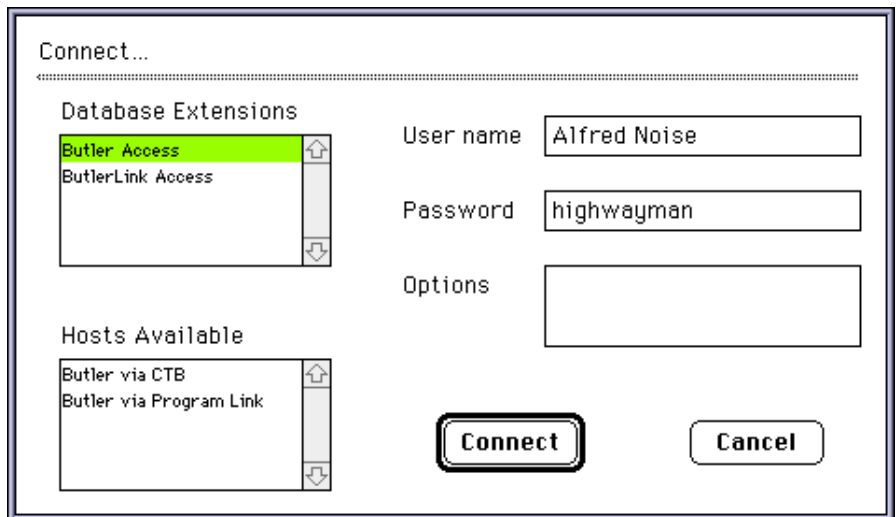 Connect...
Database Extensions
Butler Access
ButlerLink Access
Hosts Available
Butler via CTB
Butler via Program Link
User name
Alfred Noise
Password
highwayman
Options
Connect
Cancel